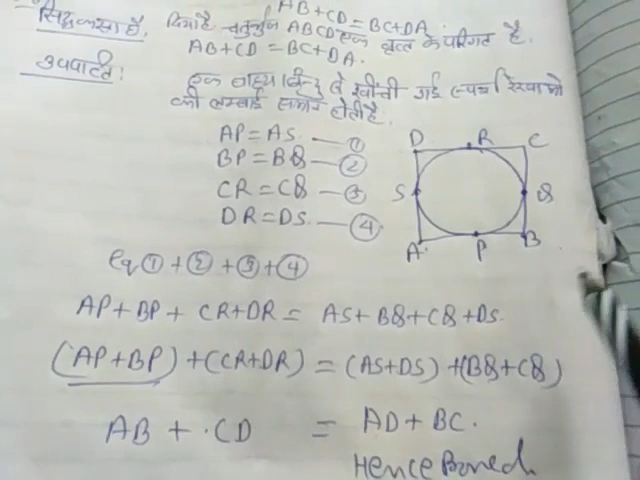 AB+CD = BC+DA.
सिद्ध करना है, दिया है चतुर्भुज ABCD एक वृत्त के परिगत है.
AB+CD = BC+DA.
उपपत्ति:
एक बाह्य बिन्दु से खींची गई स्पर्श रेखाओं
की लम्बाई समान होती है.
AP=AS. — ①
BP=BQ — ②
CR=CQ — ③
DR=DS. — ④
D R C
S Q
A P B
eq ① + ② + ③ + ④
AP+BP+ CR+DR = AS+BQ+CQ+DS.
(AP+BP) +(CR+DR) = (AS+DS) +(BQ+CQ)
AB + .CD = AD + BC.
Hence Proved.